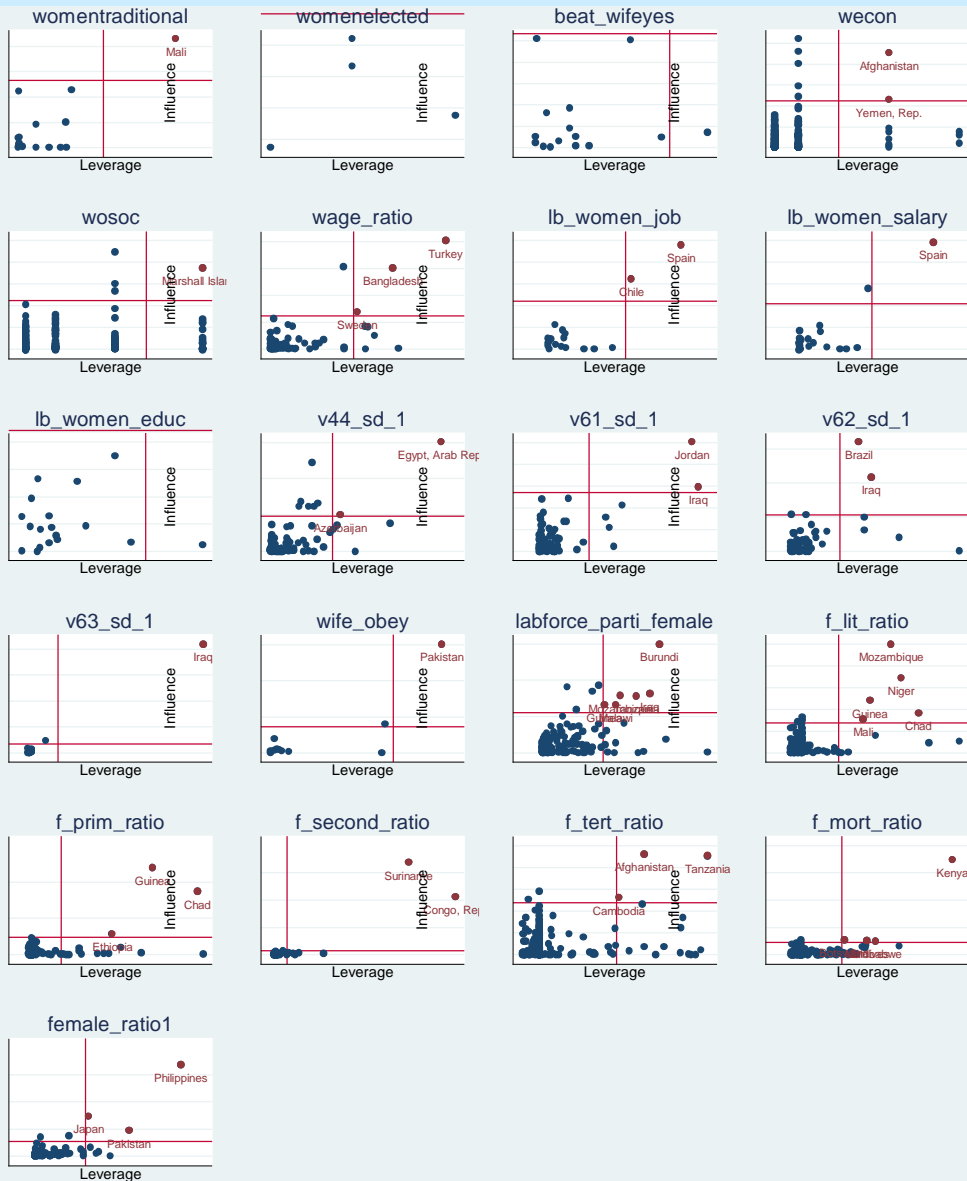 womentraditional
womenelected
beat_wifeyes
wecon
Mali
Influence
Influence
Influence
Afghanistan
Yemen, Rep.
Leverage
Leverage
Leverage
Leverage
wosoc
wage_ratio
lb_women_job
lb_women_salary
Marshall Islan
Influence
Turkey
Bangladesh
Sweden
Influence
Spain
Chile
Influence
Spain
Leverage
Leverage
Leverage
Leverage
lb_women_educ
v44_sd_1
v61_sd_1
v62_sd_1
Influence
Egypt, Arab Rep
Azerbaijan
Influence
Jordan
Iraq
Influence
Brazil
Iraq
Leverage
Leverage
Leverage
Leverage
v63_sd_1
wife_obey
labforce_parti_female
f_lit_ratio
Iraq
Influence
Pakistan
Influence
Burundi
Malawi
Influence
Mozambique
Niger
Guinea
Chad
Mali
Leverage
Leverage
Leverage
Leverage
f_prim_ratio
f_second_ratio
f_tert_ratio
f_mort_ratio
Guinea
Chad
Ethiopia
Influence
Suriname
Congo, Rep
Influence
Afghanistan
Tanzania
Cambodia
Influence
Kenya
Leverage
Leverage
Leverage
Leverage
female_ratio1
Philippines
Japan
Pakistan
Leverage